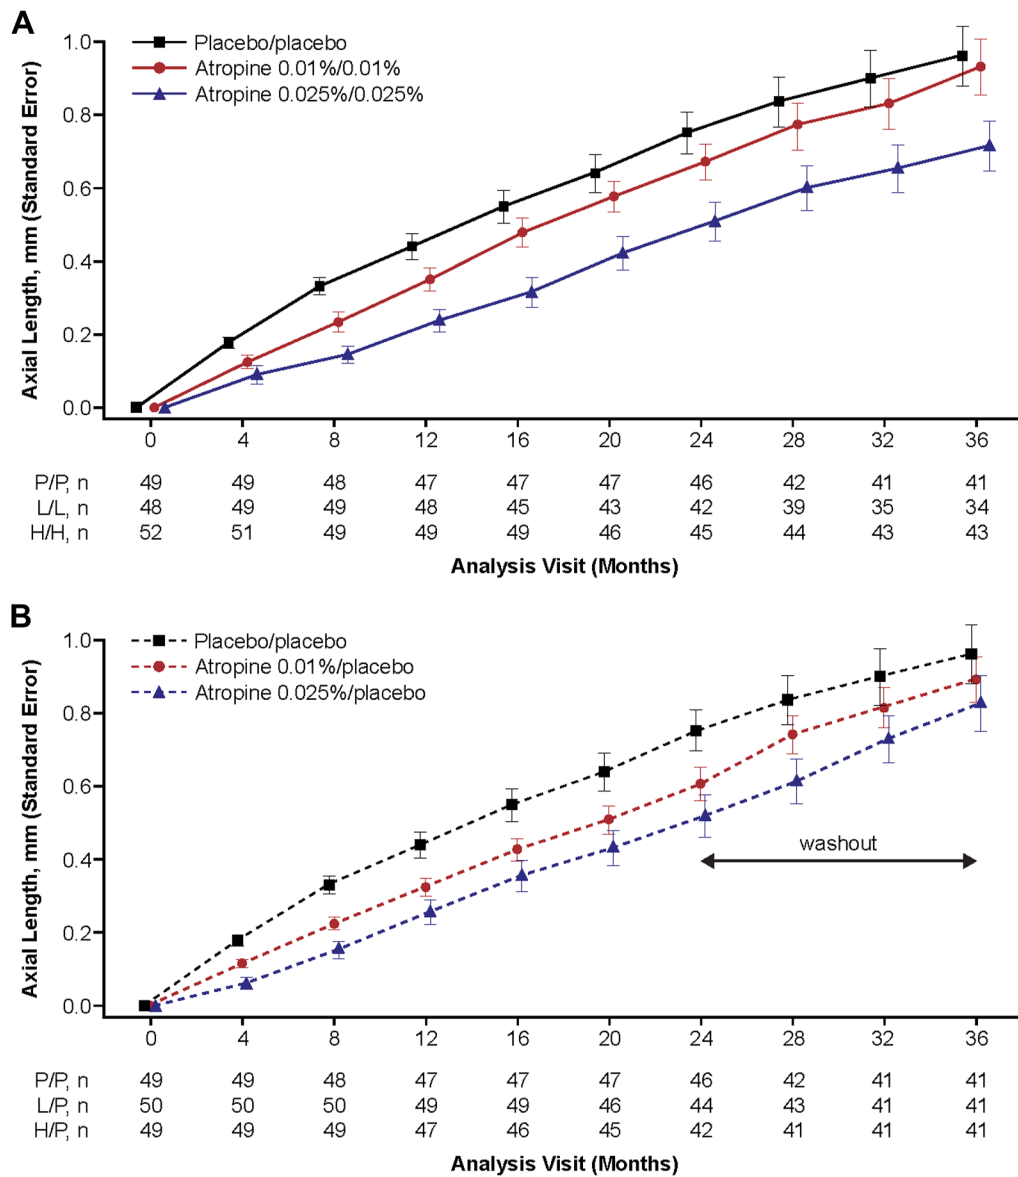 A
Axial Length, mm (Standard Error)
1.0
0.8
0.6
0.4
0.2
0.0
Placebo/placebo
Atropine 0.01%/0.01%
Atropine 0.025%/0.025%
0 4 8 12 16 20 24 28 32 36
P/P, n 49 49 48 47 47 47 46 42 41 41
L/L, n 48 49 49 48 45 43 42 39 35 34
H/H, n 52 51 49 49 49 46 45 44 43 43
Analysis Visit (Months)
B
Axial Length, mm (Standard Error)
1.0
0.8
0.6
0.4
0.2
0.0
Placebo/placebo
Atropine 0.01%/placebo
Atropine 0.025%/placebo
washout
0 4 8 12 16 20 24 28 32 36
P/P, n 49 49 48 47 47 47 46 42 41 41
L/P, n 50 50 50 49 49 46 44 43 41 41
H/P, n 49 49 49 47 46 45 42 41 41 41
Analysis Visit (Months)